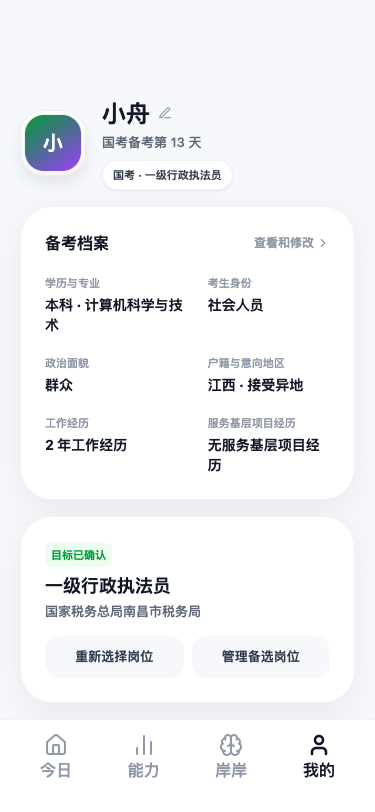 小
小舟
国考备考第 13 天
国考 · 一级行政执法员
备考档案
查看和修改
学历与专业
考生身份
本科 · 计算机科学与技
术
社会人员
政治面貌
户籍与意向地区
群众
江西 · 接受异地
工作经历
服务基层项目经历
2 年工作经历
无服务基层项目经
历
目标已确认
一级行政执法员
国家税务总局南昌市税务局
重新选择岗位
管理备选岗位
今日
能力
岸岸
我的